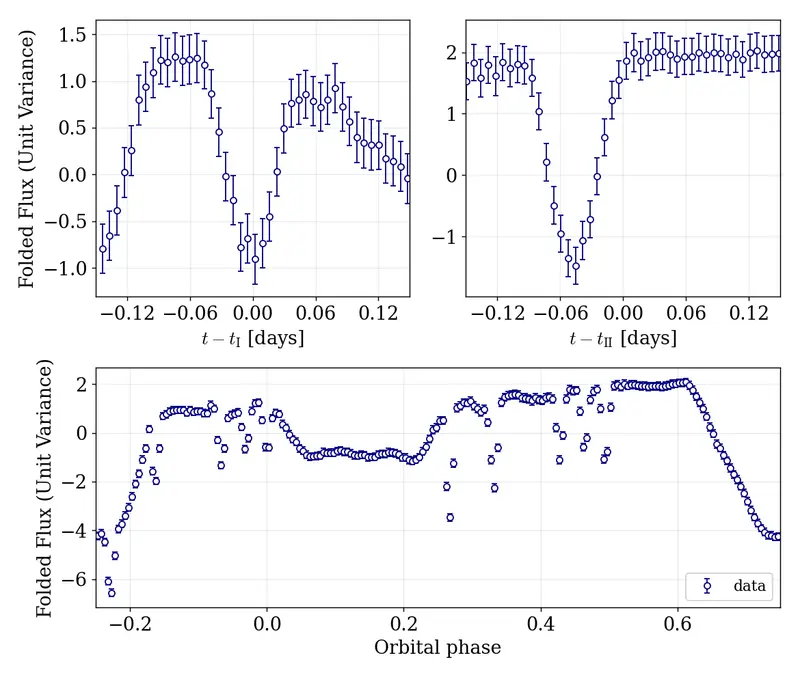 Folded Flux (Unit Variance)
1.5
1.0
0.5
0.0
−0.5
−1.0
−0.12 −0.06 0.00 0.06 0.12
t − tI [days]
2
1
0
−1
−0.12 −0.06 0.00 0.06 0.12
t − tII [days]
Folded Flux (Unit Variance)
2
0
−2
−4
−6
data
−0.2 0.0 0.2 0.4 0.6
Orbital phase